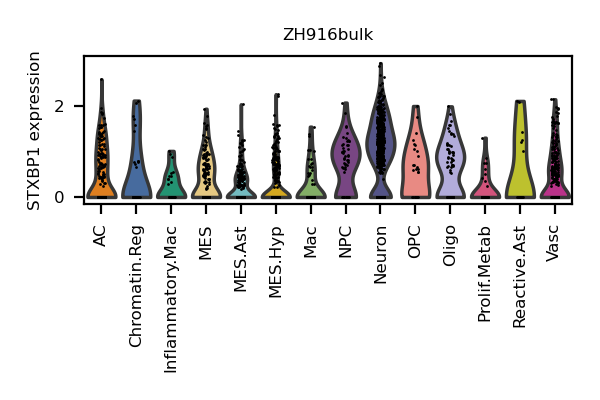 ZH916bulk
STXBP1 expression
2
0
AC
Chromatin.Reg
Inflammatory.Mac
MES
MES.Ast
MES.Hyp
Mac
NPC
Neuron
OPC
Oligo
Prolif.Metab
Reactive.Ast
Vasc